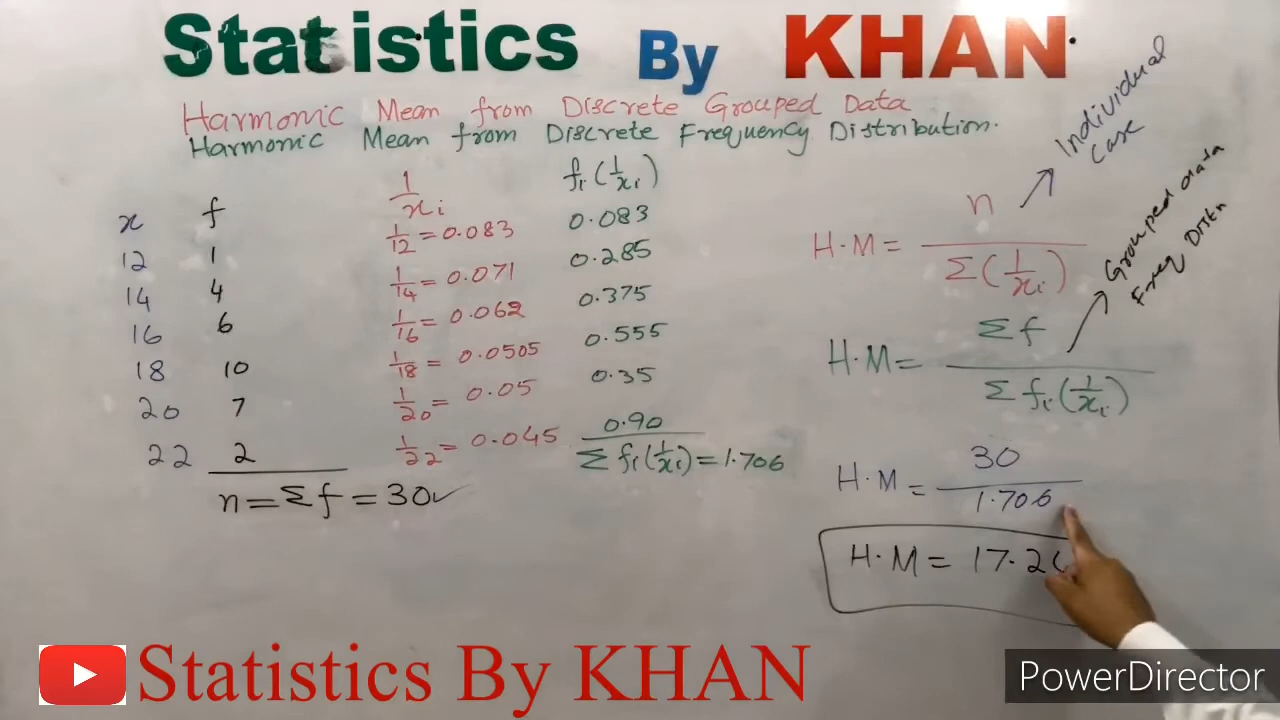 Statistics By KHAN
Harmonic Mean from Discrete Grouped Data
Harmonic Mean from Discrete Frequency Distribution.
x f 1/xi fi(1/xi)
12 1 1/12 = 0.083 0.083
14 4 1/14 = 0.071 0.285
16 6 1/16 = 0.062 0.375
18 10 1/18 = 0.0505 0.555
20 7 1/20 = 0.05 0.35
22 2 1/22 = 0.045 0.90
n = Σf = 30✓
Σ fi(1/xi) = 1.706
H.M = n / Σ(1/xi)
Individual
case
H.M = Σf / Σ fi(1/xi)
Grouped data
Freq Distn
H.M = 30 / 1.706
H.M = 17.2
Statistics By KHAN
PowerDirector